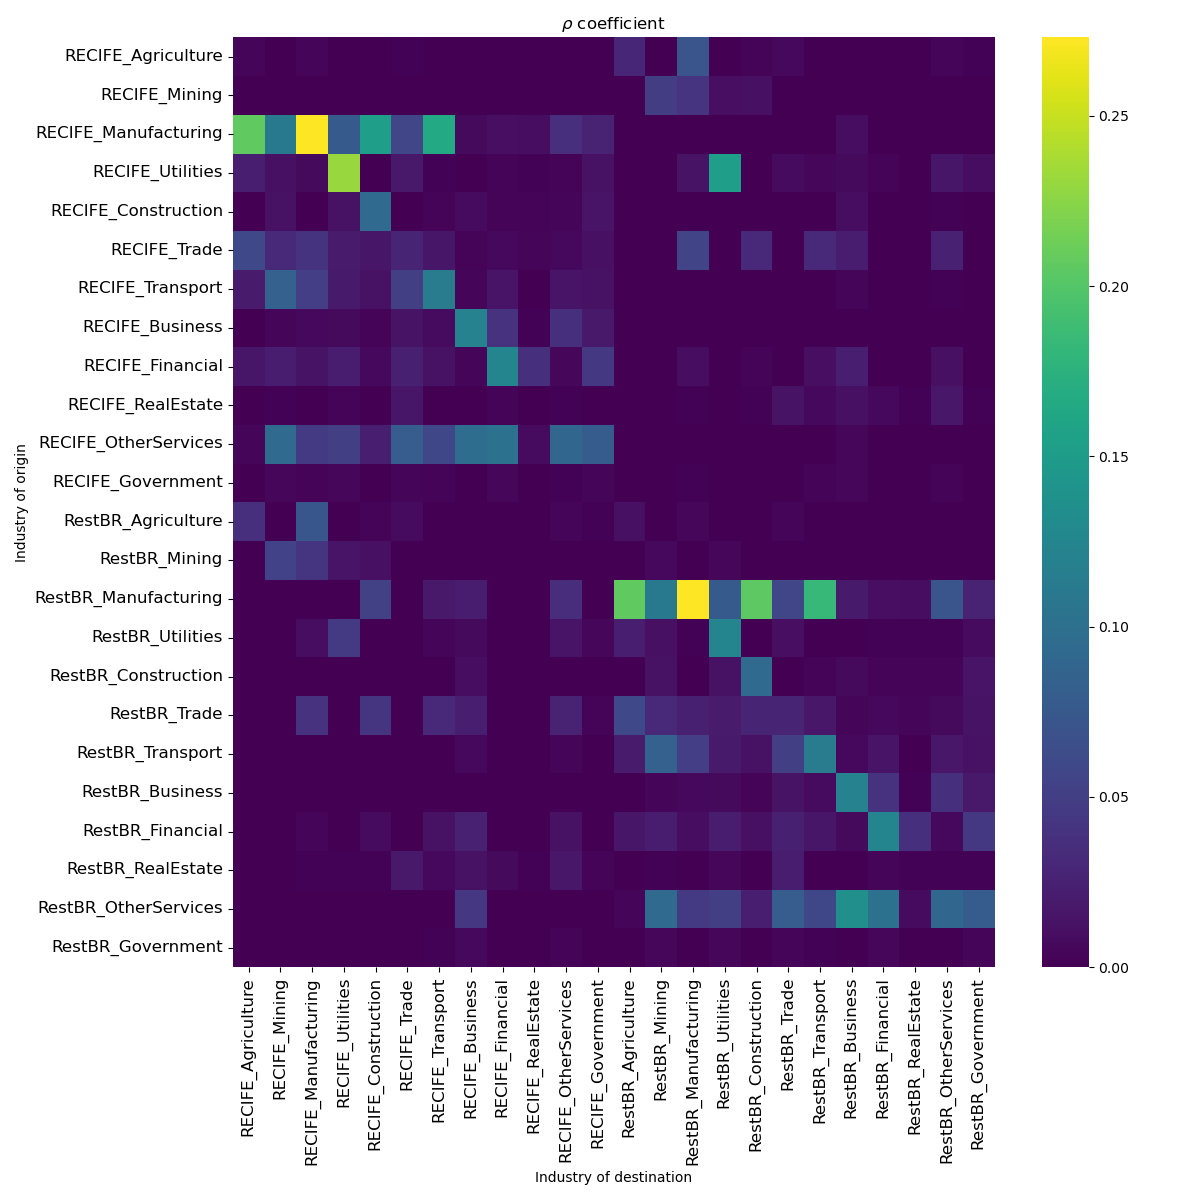 ρ coefficient
RECIFE_Agriculture
RECIFE_Mining
RECIFE_Manufacturing
RECIFE_Utilities
RECIFE_Construction
RECIFE_Trade
RECIFE_Transport
RECIFE_Business
RECIFE_Financial
RECIFE_RealEstate
RECIFE_OtherServices
RECIFE_Government
RestBR_Agriculture
RestBR_Mining
RestBR_Manufacturing
RestBR_Utilities
RestBR_Construction
RestBR_Trade
RestBR_Transport
RestBR_Business
RestBR_Financial
RestBR_RealEstate
RestBR_OtherServices
RestBR_Government
Industry of origin
RECIFE_Agriculture
RECIFE_Mining
RECIFE_Manufacturing
RECIFE_Utilities
RECIFE_Construction
RECIFE_Trade
RECIFE_Transport
RECIFE_Business
RECIFE_Financial
RECIFE_RealEstate
RECIFE_OtherServices
RECIFE_Government
RestBR_Agriculture
RestBR_Mining
RestBR_Manufacturing
RestBR_Utilities
RestBR_Construction
RestBR_Trade
RestBR_Transport
RestBR_Business
RestBR_Financial
RestBR_RealEstate
RestBR_OtherServices
RestBR_Government
Industry of destination
0.25
0.20
0.15
0.10
0.05
0.00